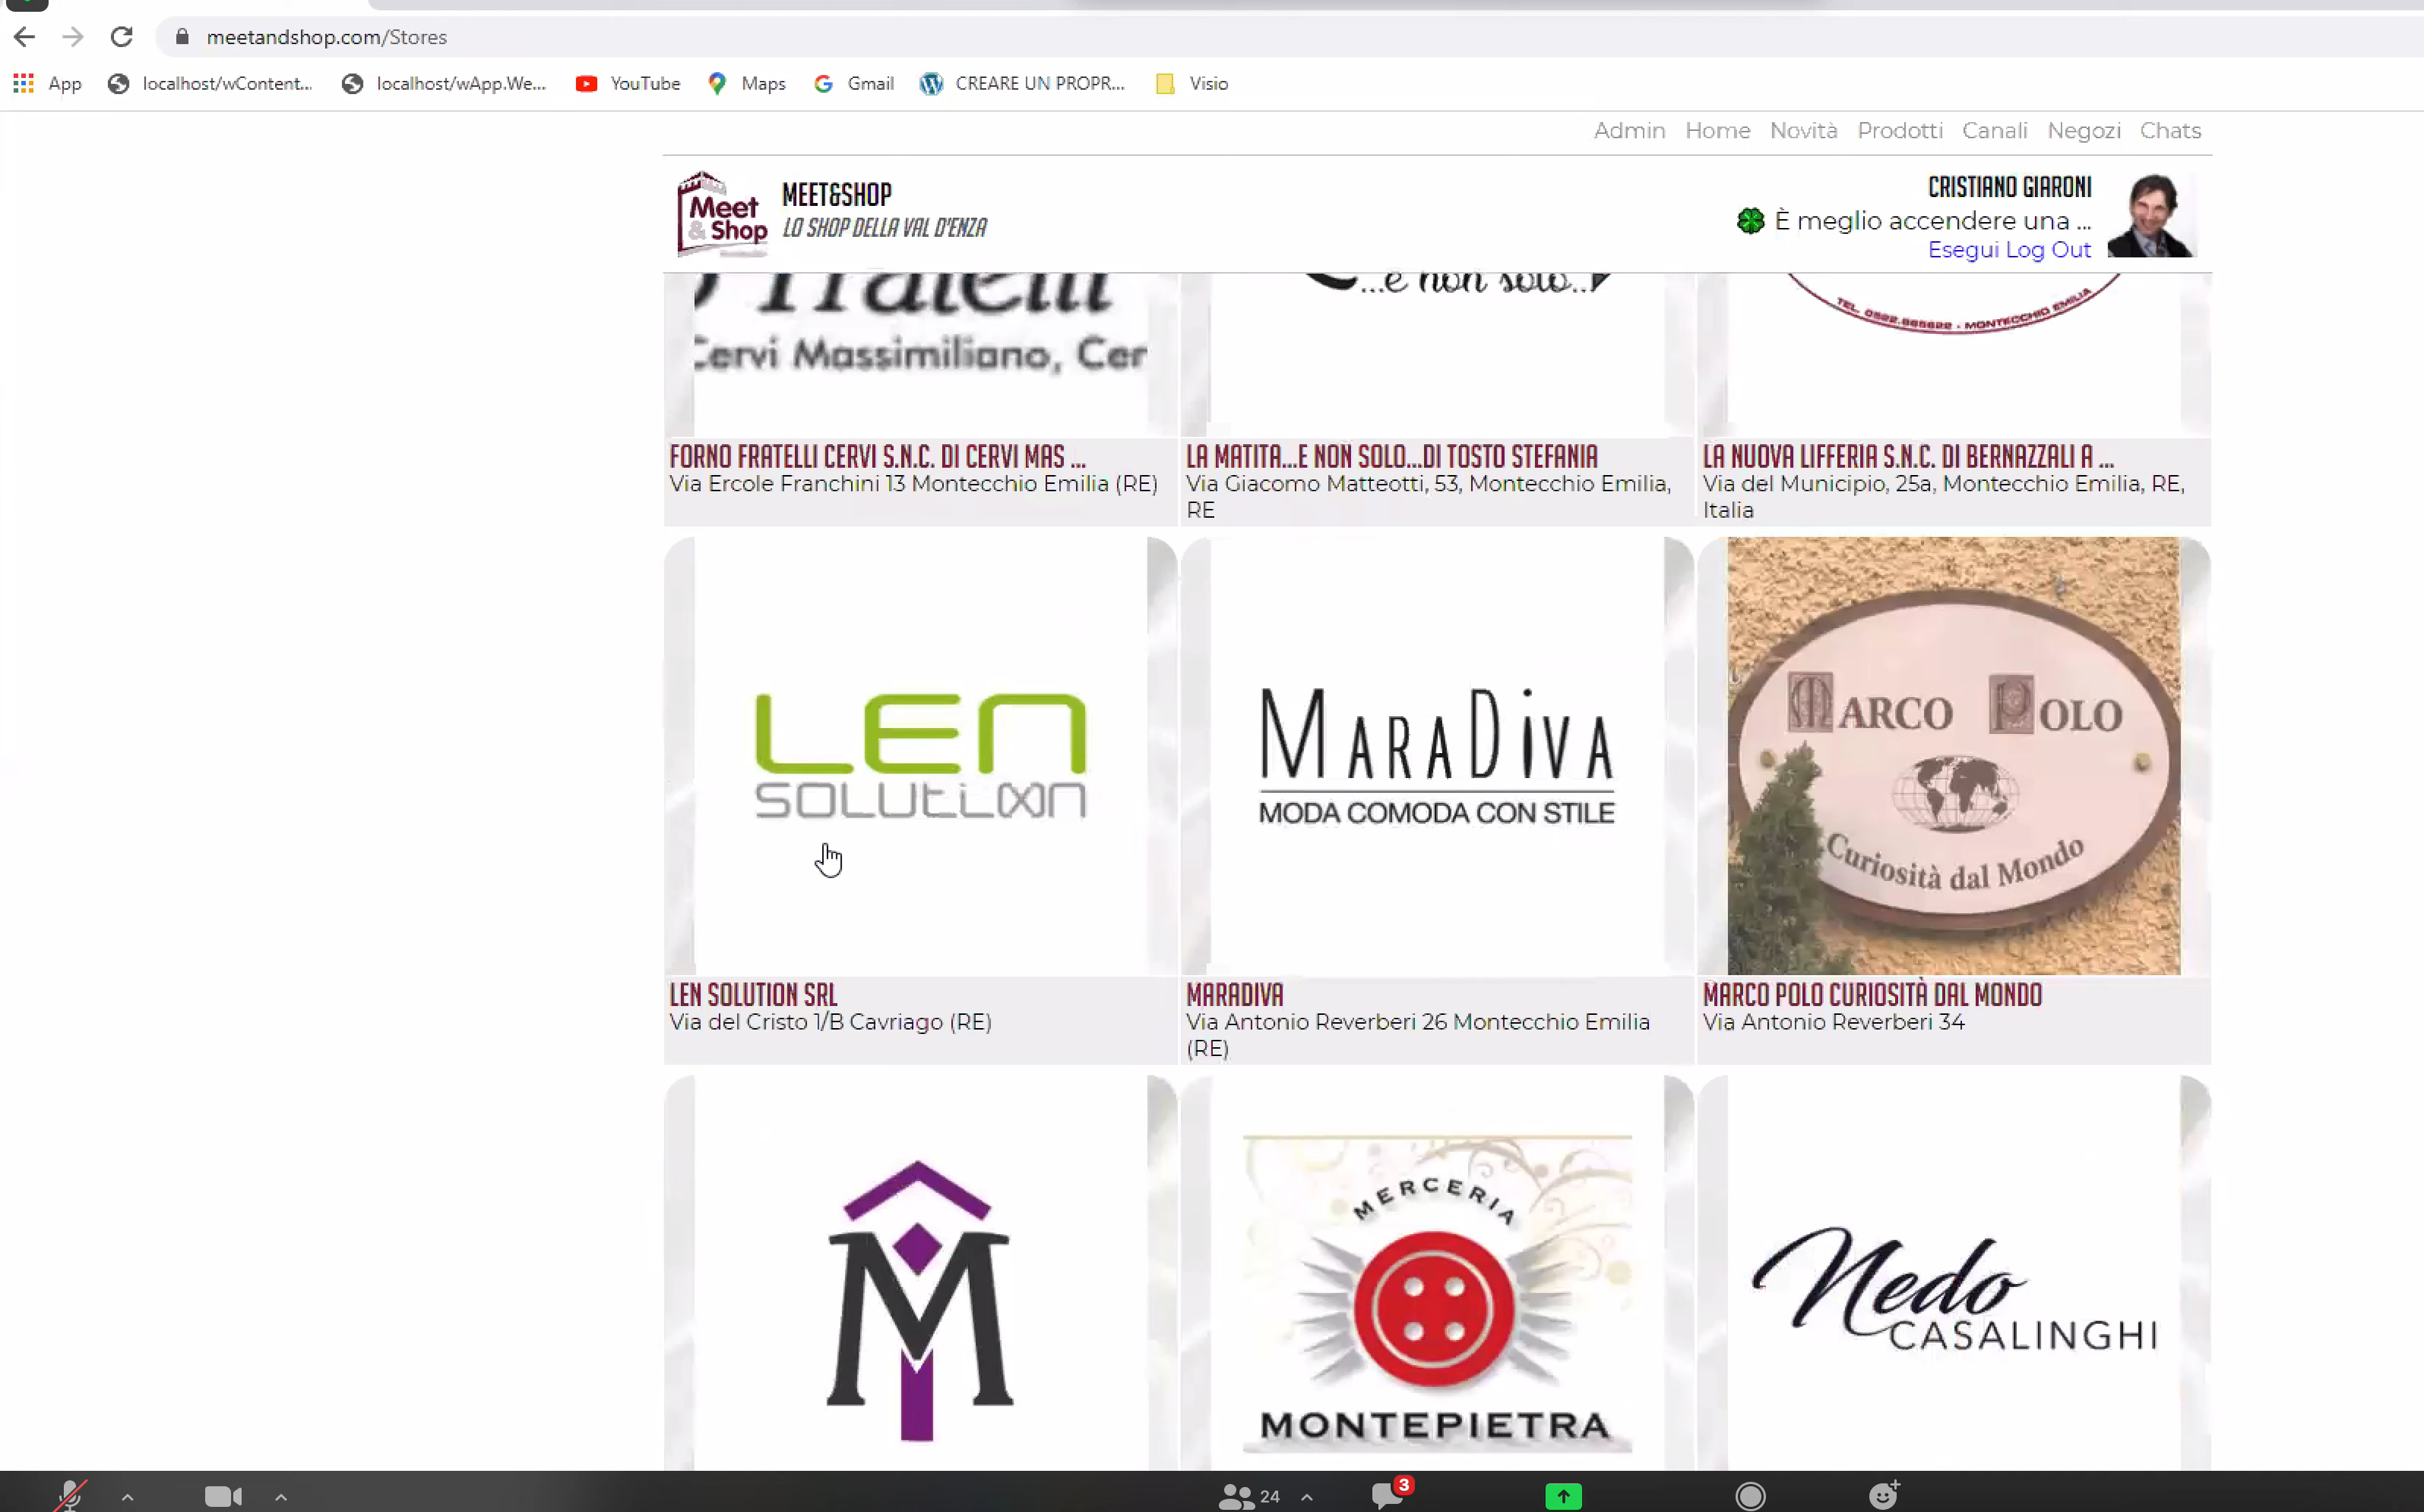 meetandshop.com/Stores
App localhost/wContent... localhost/wApp.We... YouTube Maps Gmail CREARE UN PROPR... Visio
Admin Home Novità Prodotti Canali Negozi Chats
Meet & Shop
MEET&SHOP
LO SHOP DELLA VAL D'ENZA
CRISTIANO GIARONI
È meglio accendere una ...
Esegui Log Out
Fratelli
Cervi Massimiliano, Cer
...e non solo...
TEL. 0522.865622 - MONTECCHIO EMILIA
FORNO FRATELLI CERVI S.N.C. DI CERVI MAS ...
Via Ercole Franchini 13 Montecchio Emilia (RE)
LA MATITA...E NON SOLO...DI TOSTO STEFANIA
Via Giacomo Matteotti, 53, Montecchio Emilia,
RE
LA NUOVA LIFFERIA S.N.C. DI BERNAZZALI A ...
Via del Municipio, 25a, Montecchio Emilia, RE,
Italia
LEN
SOLUTION
MARADIVA
MODA COMODA CON STILE
MARCO POLO
Curiosità dal Mondo
LEN SOLUTION SRL
Via del Cristo 1/B Cavriago (RE)
MARADIVA
Via Antonio Reverberi 26 Montecchio Emilia
(RE)
MARCO POLO CURIOSITÀ DAL MONDO
Via Antonio Reverberi 34
M
MERCERIA
MONTEPIETRA
Nedo
CASALINGHI
24
3